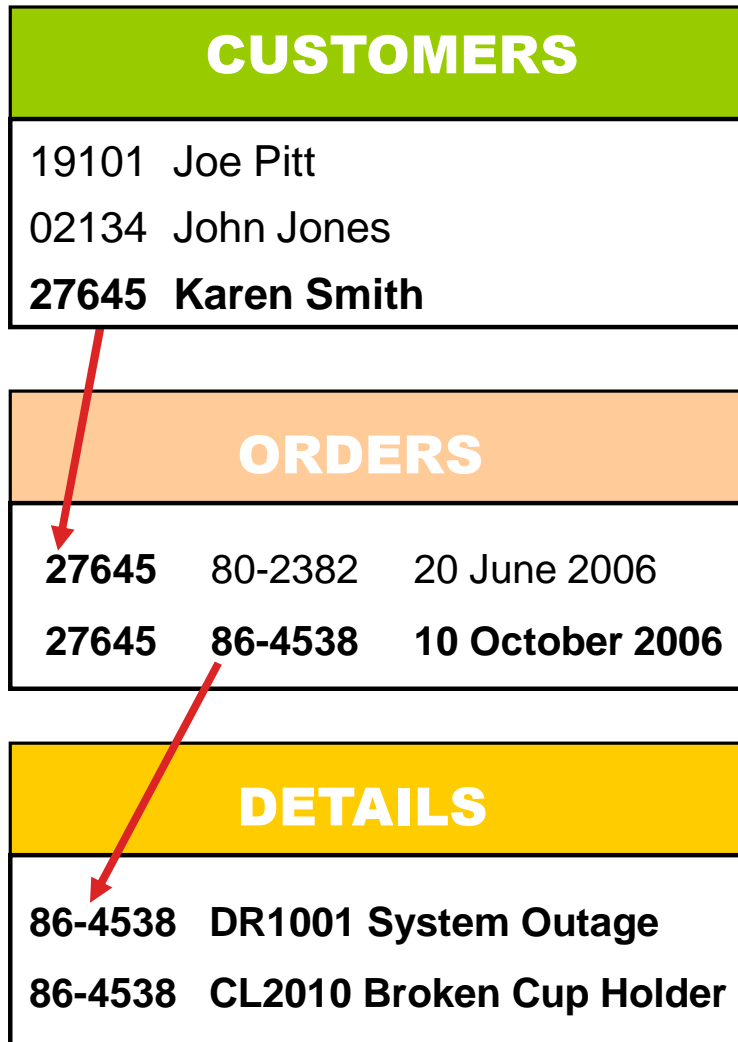 CUSTOMERS
19101 Joe Pitt
02134 John Jones
27645 Karen Smith
ORDERS
27645 80-2382 20 June 2006
27645 86-4538 10 October 2006
DETAILS
86-4538 DR1001 System Outage
86-4538 CL2010 Broken Cup Holder